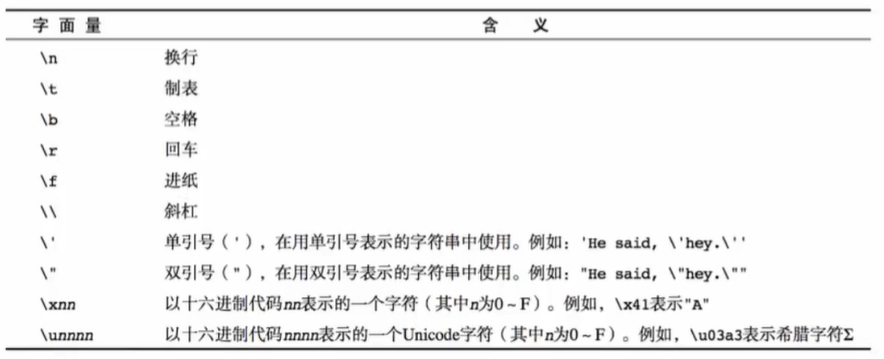 字面量 含义
\n 换行
\t 制表
\b 空格
\r 回车
\f 进纸
\\ 斜杠
\' 单引号（'），在用单引号表示的字符串中使用。例如：'He said, \'hey.\''
\" 双引号（"），在用双引号表示的字符串中使用。例如："He said, \"hey.\""
\xnn 以十六进制代码nn表示的一个字符（其中n为0～F）。例如，\x41表示"A"
\unnnn 以十六进制代码nnnn表示的一个Unicode字符（其中n为0～F）。例如，\u03a3表示希腊字符Σ